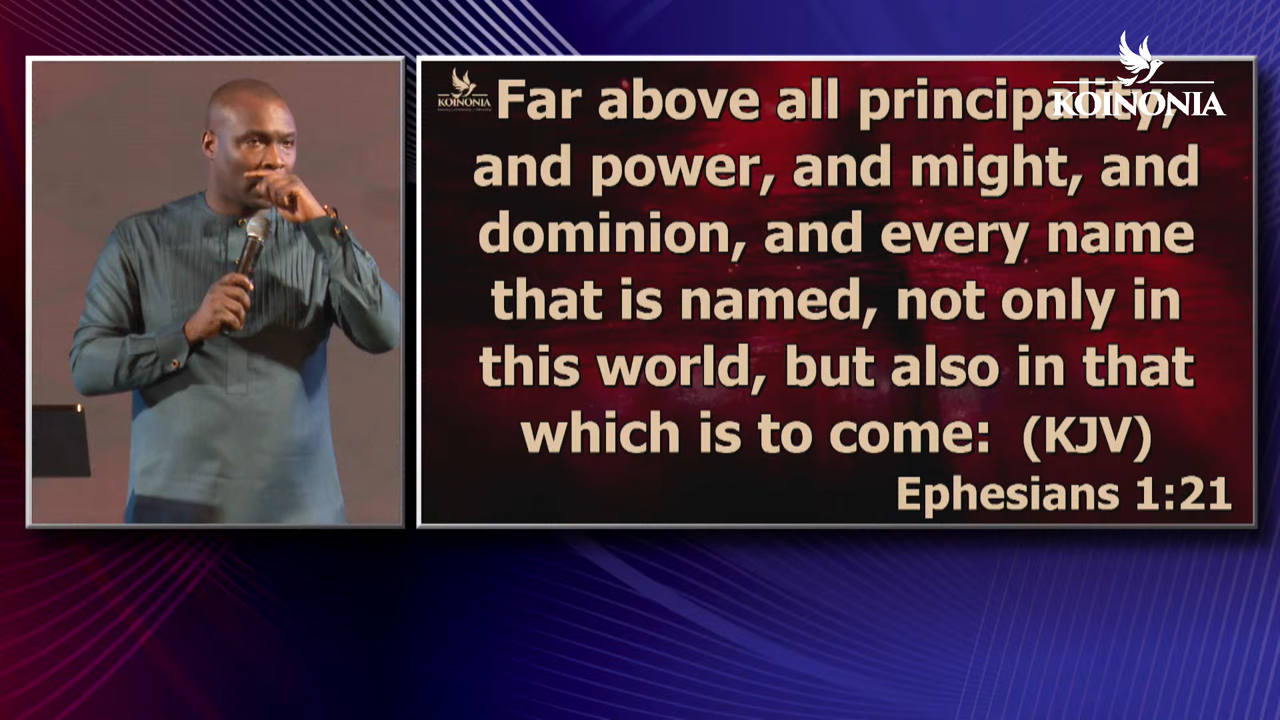 KOINONIA
KOINONIA
Far above all principality,
and power, and might, and
dominion, and every name
that is named, not only in
this world, but also in that
which is to come: (KJV)
Ephesians 1:21